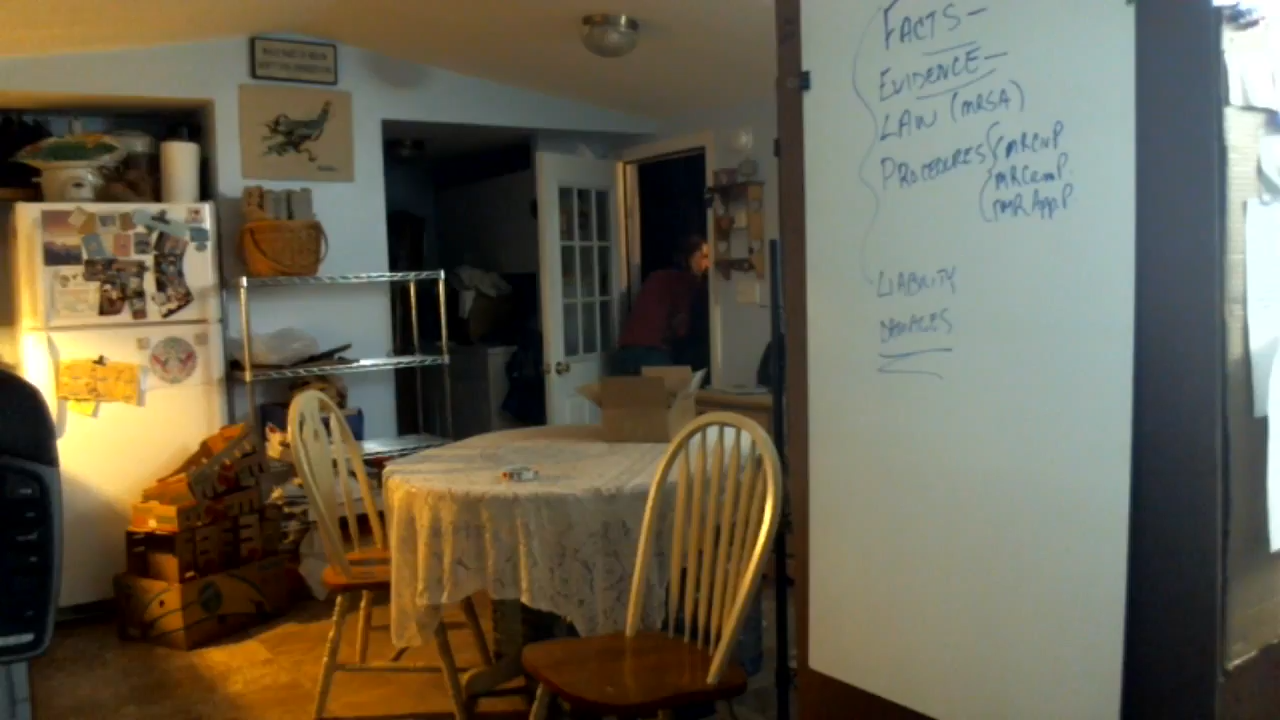 FACTS-
EVIDENCE-
LAW (MRSA)
PROCEDURES { MRCivP
{ MRCrimP.
{ MR App. P.
LIABILITY
DAMAGES